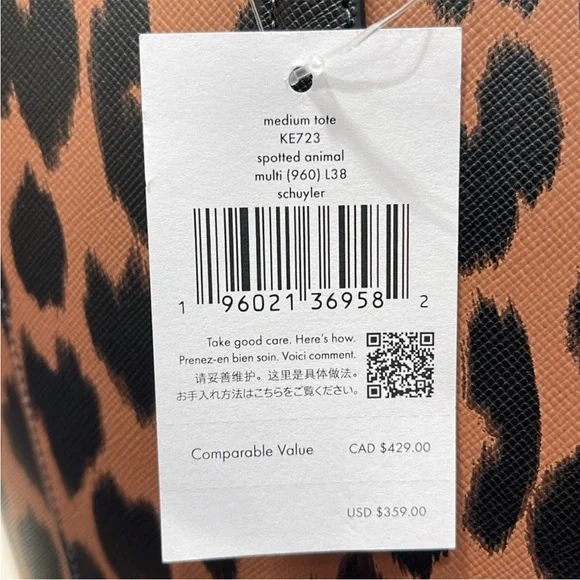 medium tote
KE723
spotted animal
multi (960) L38
schuyler
1 96021 36958 2
Take good care. Here's how.
Prenez-en bien soin. Voici comment.
请妥善维护。这里是具体做法。
お手入れ方法はこちらをご覧ください。
Comparable Value CAD $429.00
USD $359.00